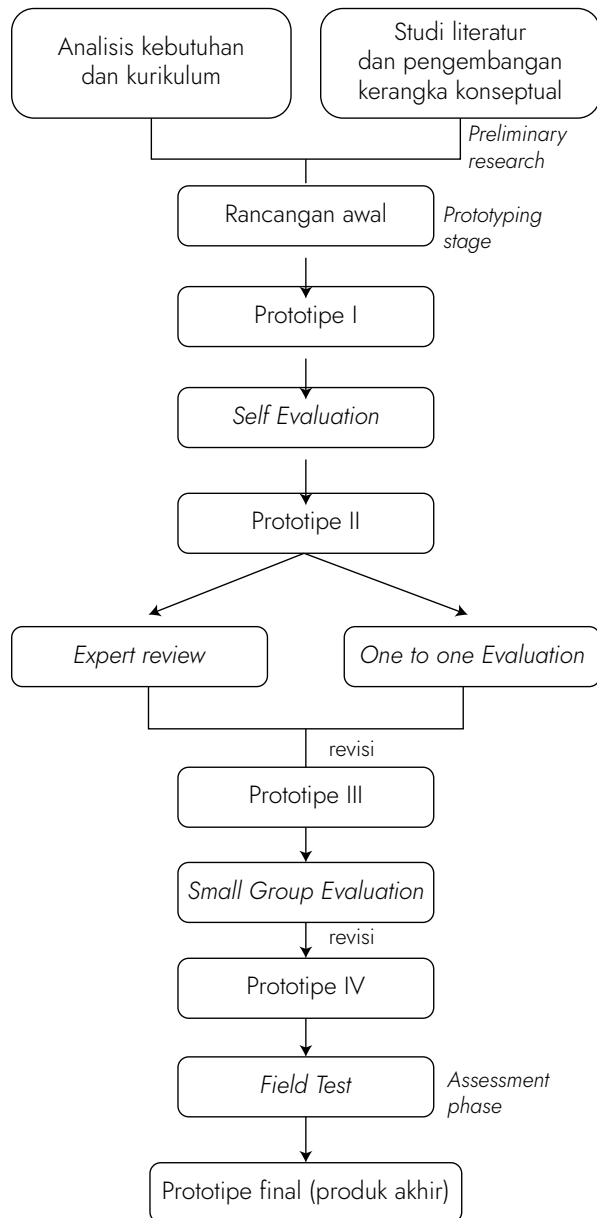 Analisis kebutuhan
dan kurikulum
Studi literatur
dan pengembangan
kerangka konseptual
Preliminary
research
Rancangan awal
Prototyping
stage
Prototipe I
Self Evaluation
Prototipe II
Expert review
One to one Evaluation
revisi
Prototipe III
Small Group Evaluation
revisi
Prototipe IV
Field Test
Assessment
phase
Prototipe final (produk akhir)